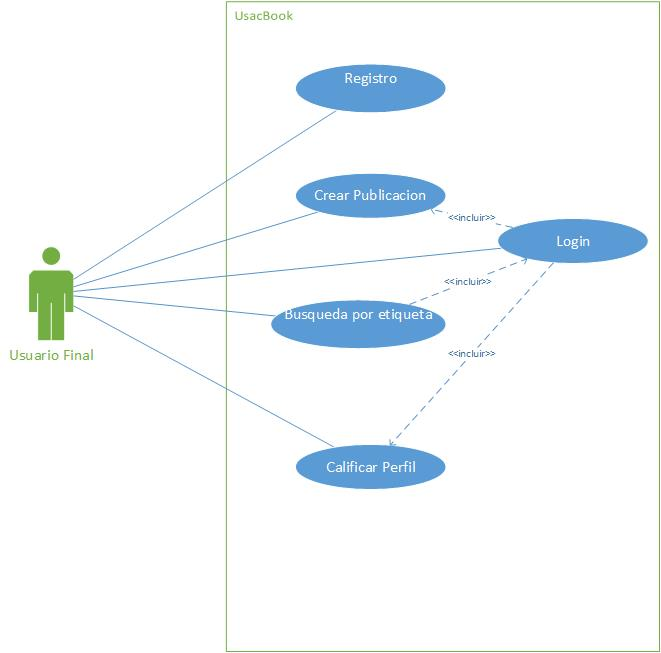 UsacBook
Registro
Crear Publicacion
<<incluir>>
Login
<<incluir>>
Busqueda por etiqueta
Usuario Final
<<incluir>>
Calificar Perfil